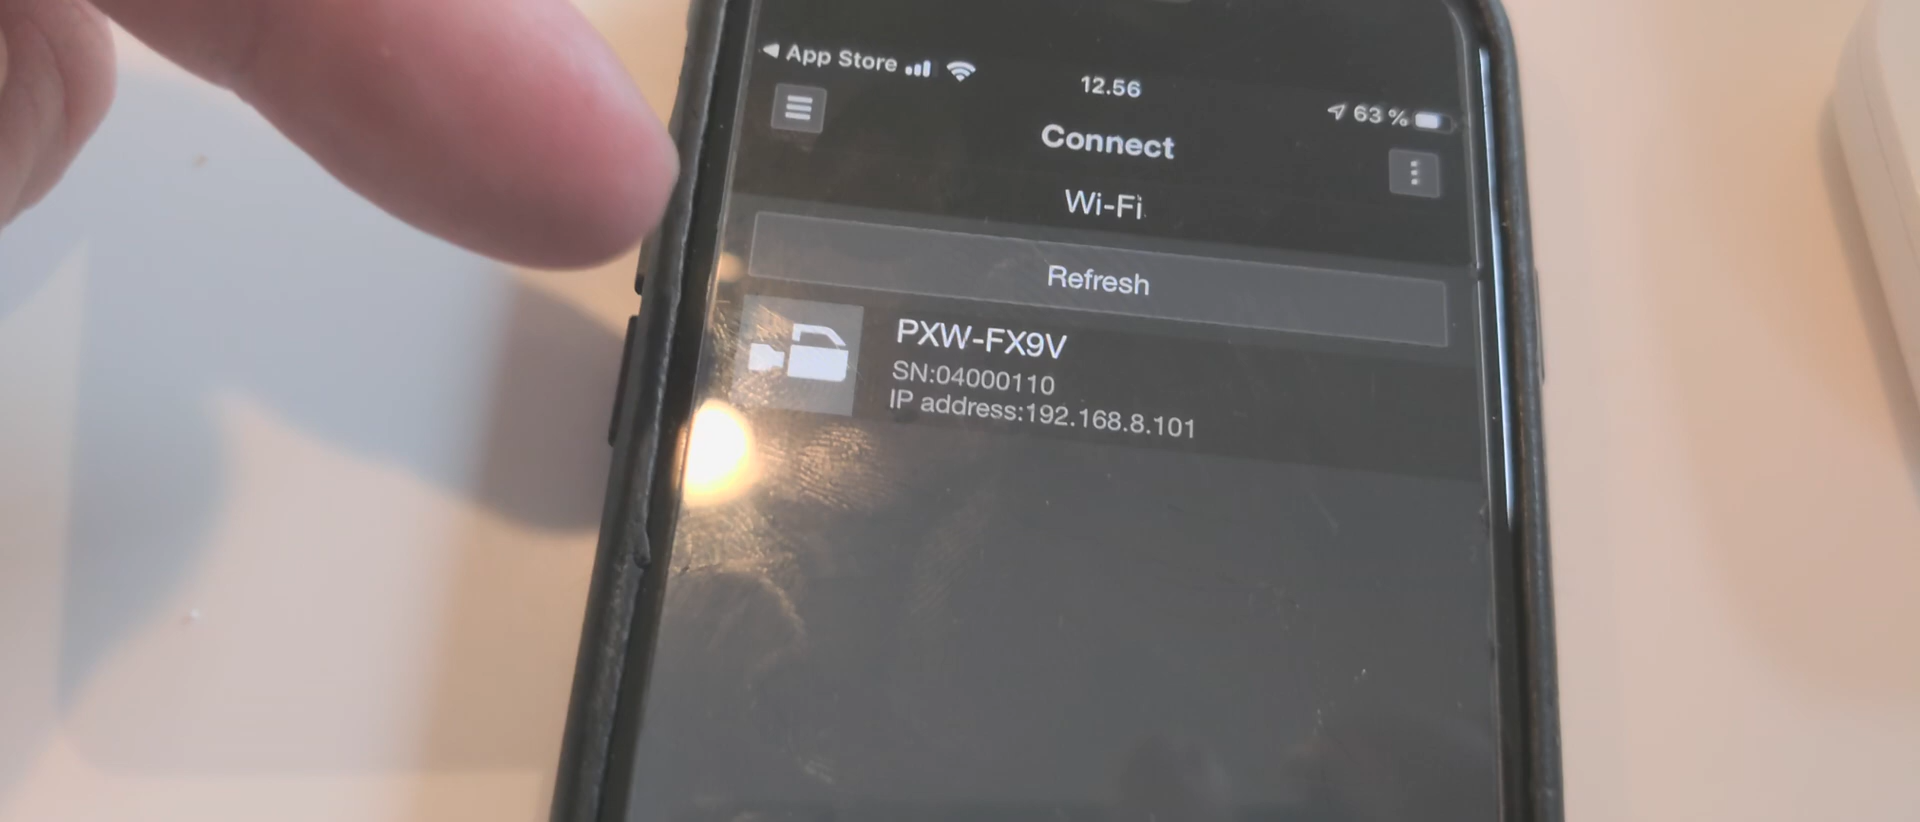 App Store
12.56
63 %
Connect
Wi-Fi
Refresh
PXW-FX9V
SN:04000110
IP address:192.168.8.101